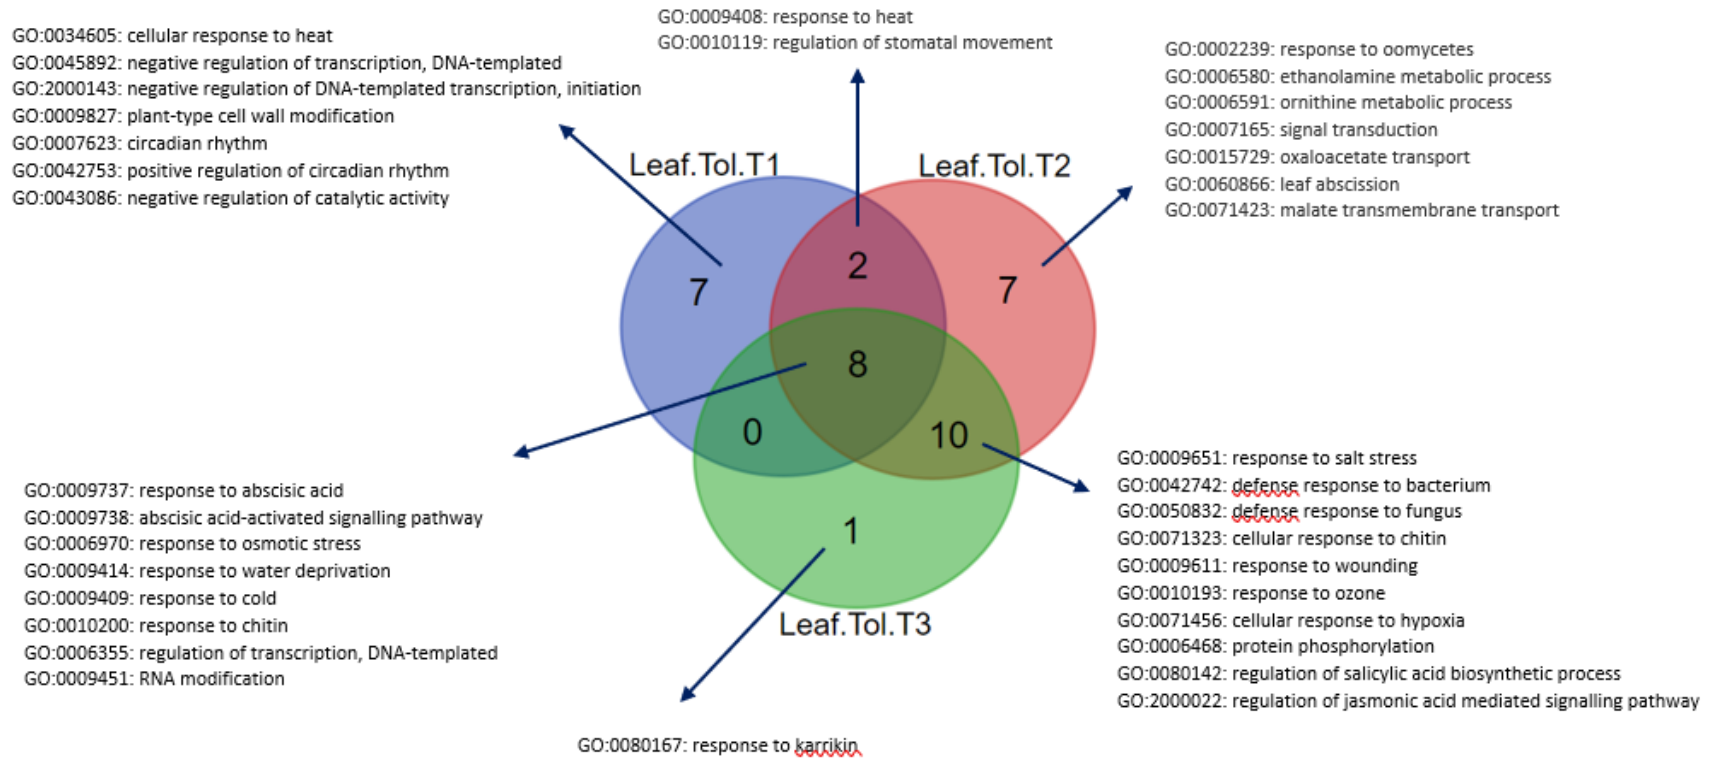 GO:0034605: cellular response to heat
GO:0045892: negative regulation of transcription, DNA-templated
GO:2000143: negative regulation of DNA-templated transcription, initiation
GO:0009827: plant-type cell wall modification
GO:0007623: circadian rhythm
GO:0042753: positive regulation of circadian rhythm
GO:0043086: negative regulation of catalytic activity
GO:0009408: response to heat
GO:0010119: regulation of stomatal movement
GO:0002239: response to oomycetes
GO:0006580: ethanolamine metabolic process
GO:0006591: ornithine metabolic process
GO:0007165: signal transduction
GO:0015729: oxaloacetate transport
GO:0060866: leaf abscission
GO:0071423: malate transmembrane transport
Leaf.Tol.T1
Leaf.Tol.T2
7
2
7
8
0
10
1
Leaf.Tol.T3
GO:0009737: response to abscisic acid
GO:0009738: abscisic acid-activated signalling pathway
GO:0006970: response to osmotic stress
GO:0009414: response to water deprivation
GO:0009409: response to cold
GO:0010200: response to chitin
GO:0006355: regulation of transcription, DNA-templated
GO:0009451: RNA modification
GO:0009651: response to salt stress
GO:0042742: defense response to bacterium
GO:0050832: defense response to fungus
GO:0071323: cellular response to chitin
GO:0009611: response to wounding
GO:0010193: response to ozone
GO:0071456: cellular response to hypoxia
GO:0006468: protein phosphorylation
GO:0080142: regulation of salicylic acid biosynthetic process
GO:2000022: regulation of jasmonic acid mediated signalling pathway
GO:0080167: response to karrikin